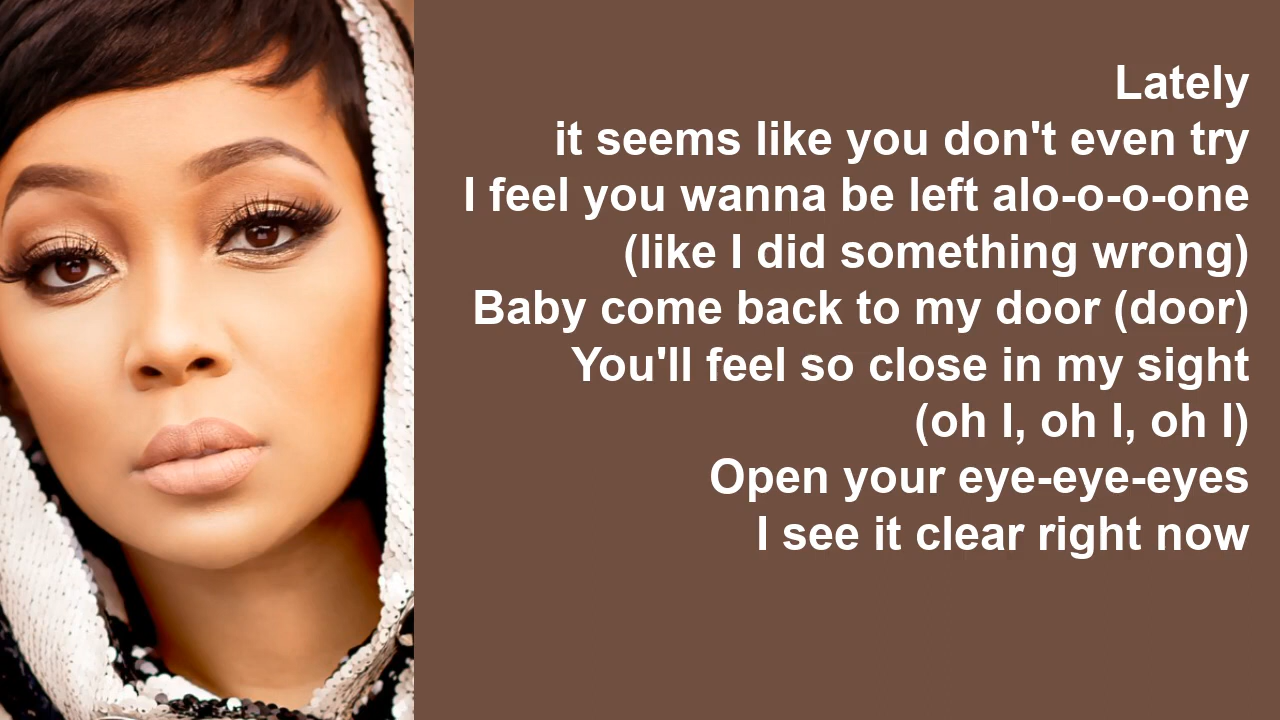 Lately
it seems like you don't even try
I feel you wanna be left alo-o-o-one
(like I did something wrong)
Baby come back to my door (door)
You'll feel so close in my sight
(oh I, oh I, oh I)
Open your eye-eye-eyes
I see it clear right now